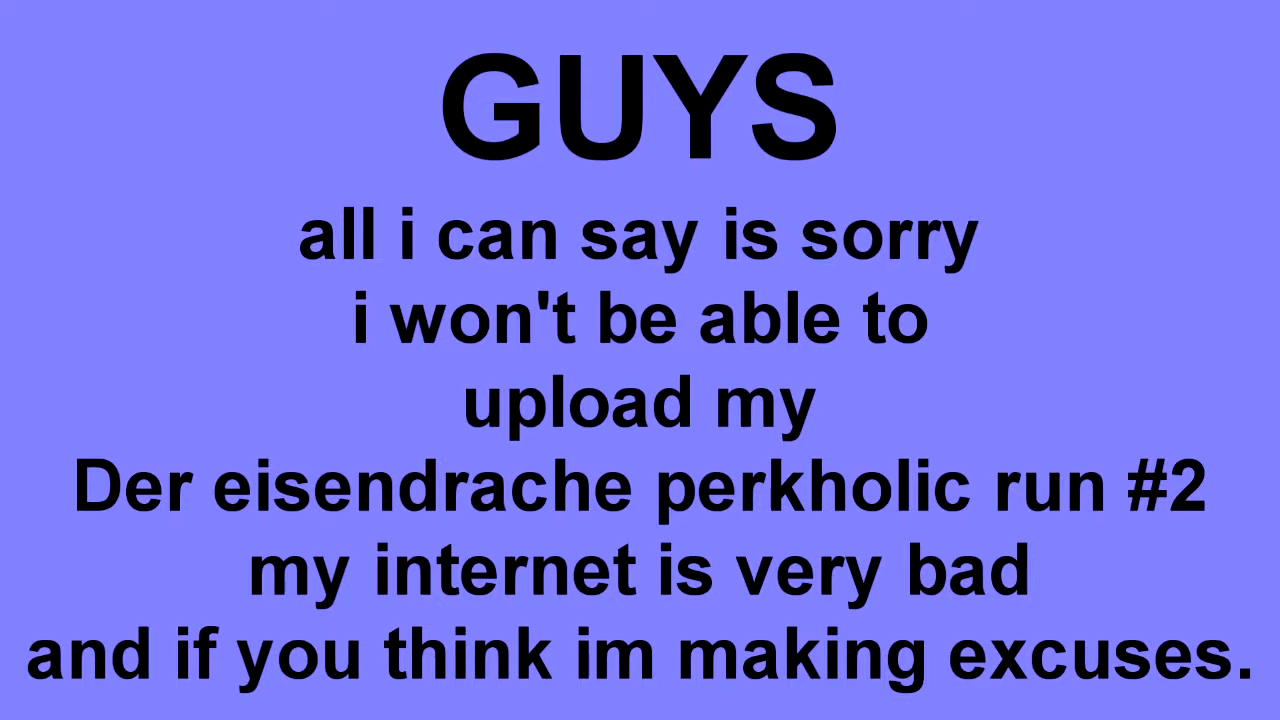 GUYS
all i can say is sorry
i won't be able to
upload my
Der eisendrache perkholic run #2
my internet is very bad
and if you think im making excuses.